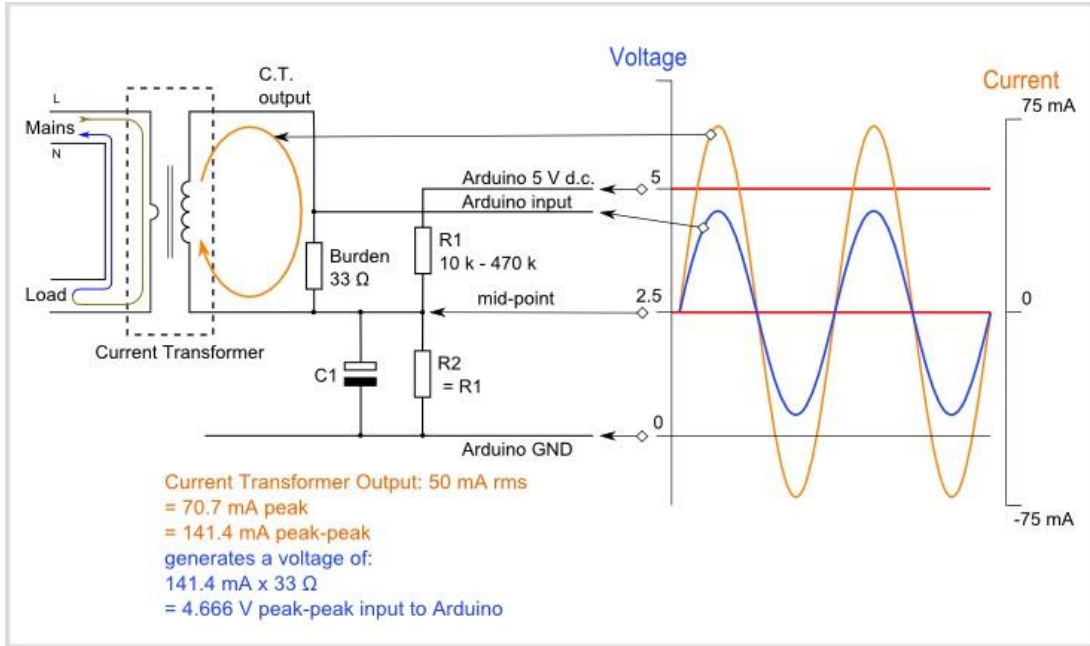 Voltage
Current
75 mA
0
-75 mA
C.T.
output
L
Mains
N
Load
Current Transformer
Burden
33 Ω
Arduino 5 V d.c.
5
Arduino input
R1
10 k - 470 k
mid-point
2.5
C1
R2
= R1
0
Arduino GND
Current Transformer Output: 50 mA rms
= 70.7 mA peak
= 141.4 mA peak-peak
generates a voltage of:
141.4 mA x 33 Ω
= 4.666 V peak-peak input to Arduino